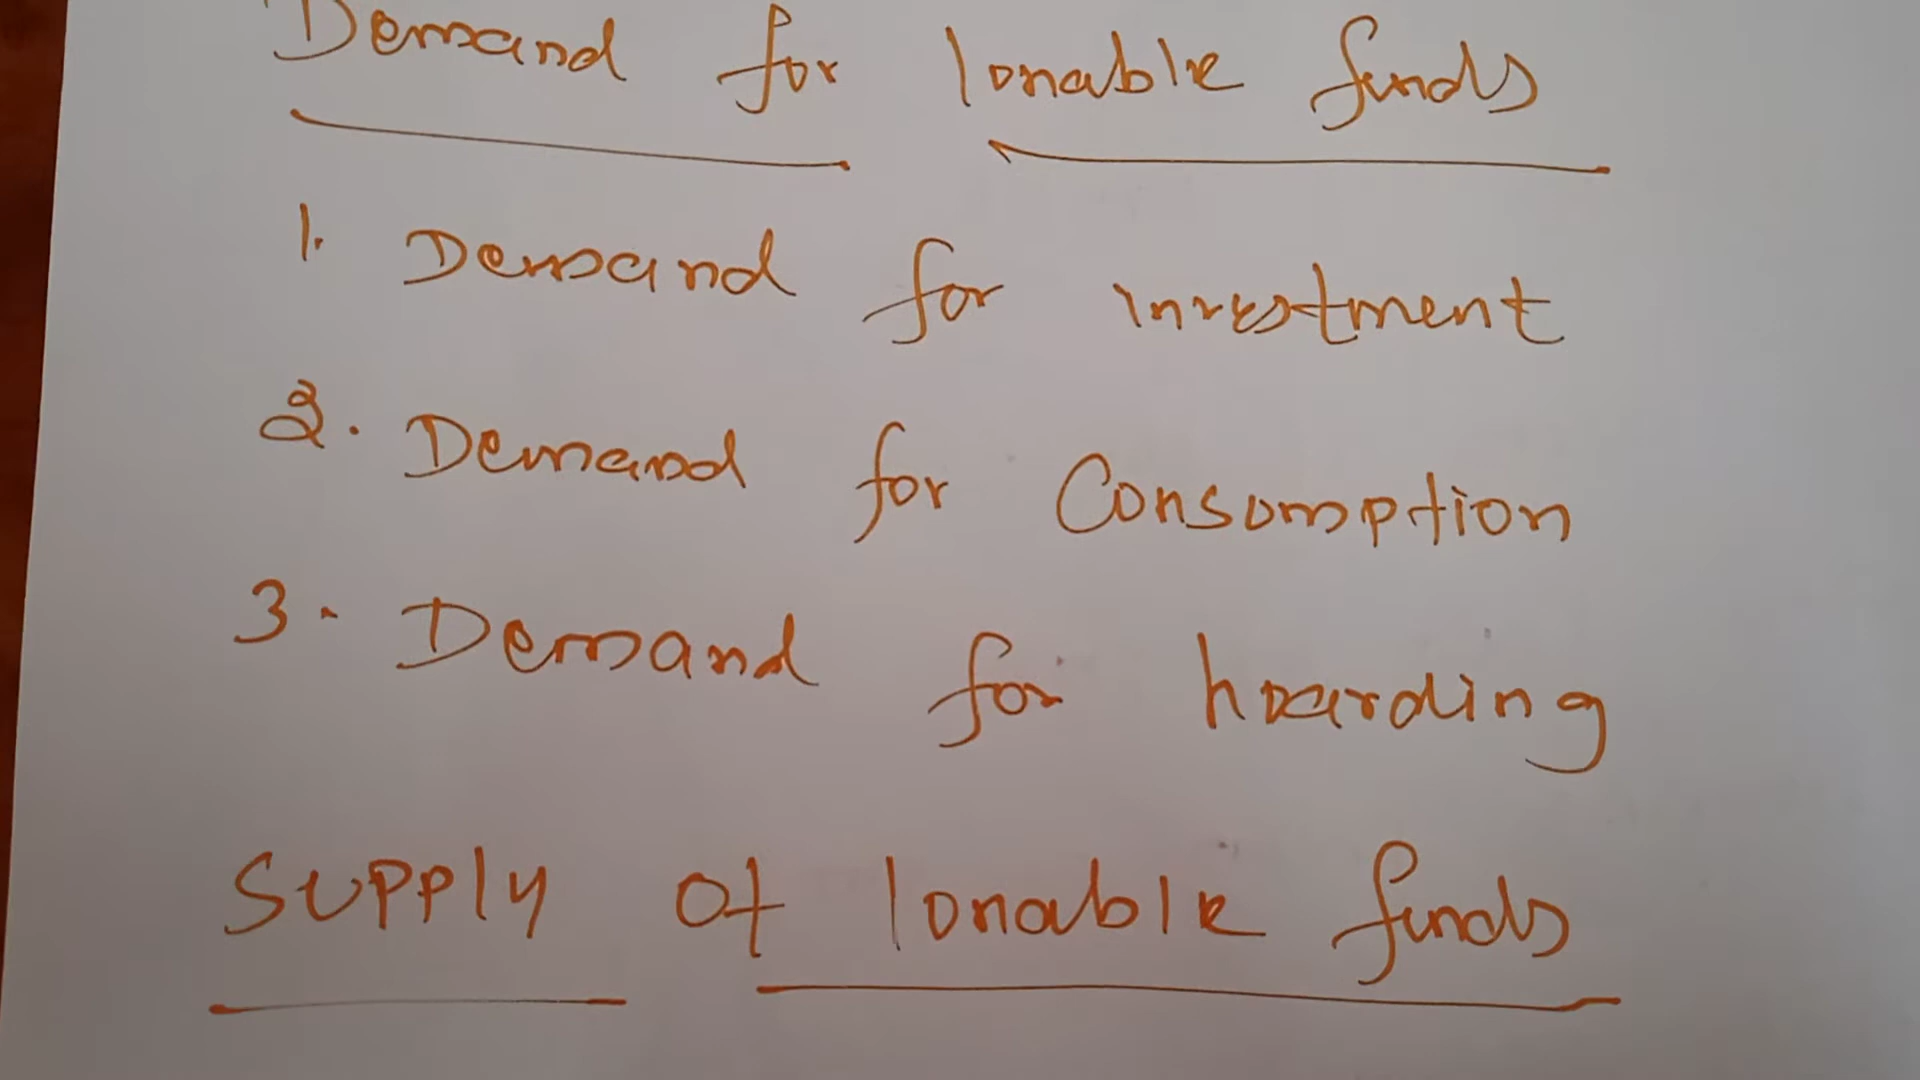 Demand for lonable funds
1. Demand for investment
2. Demand for Consumption
3. Demand for hoarding
Supply of lonable funds